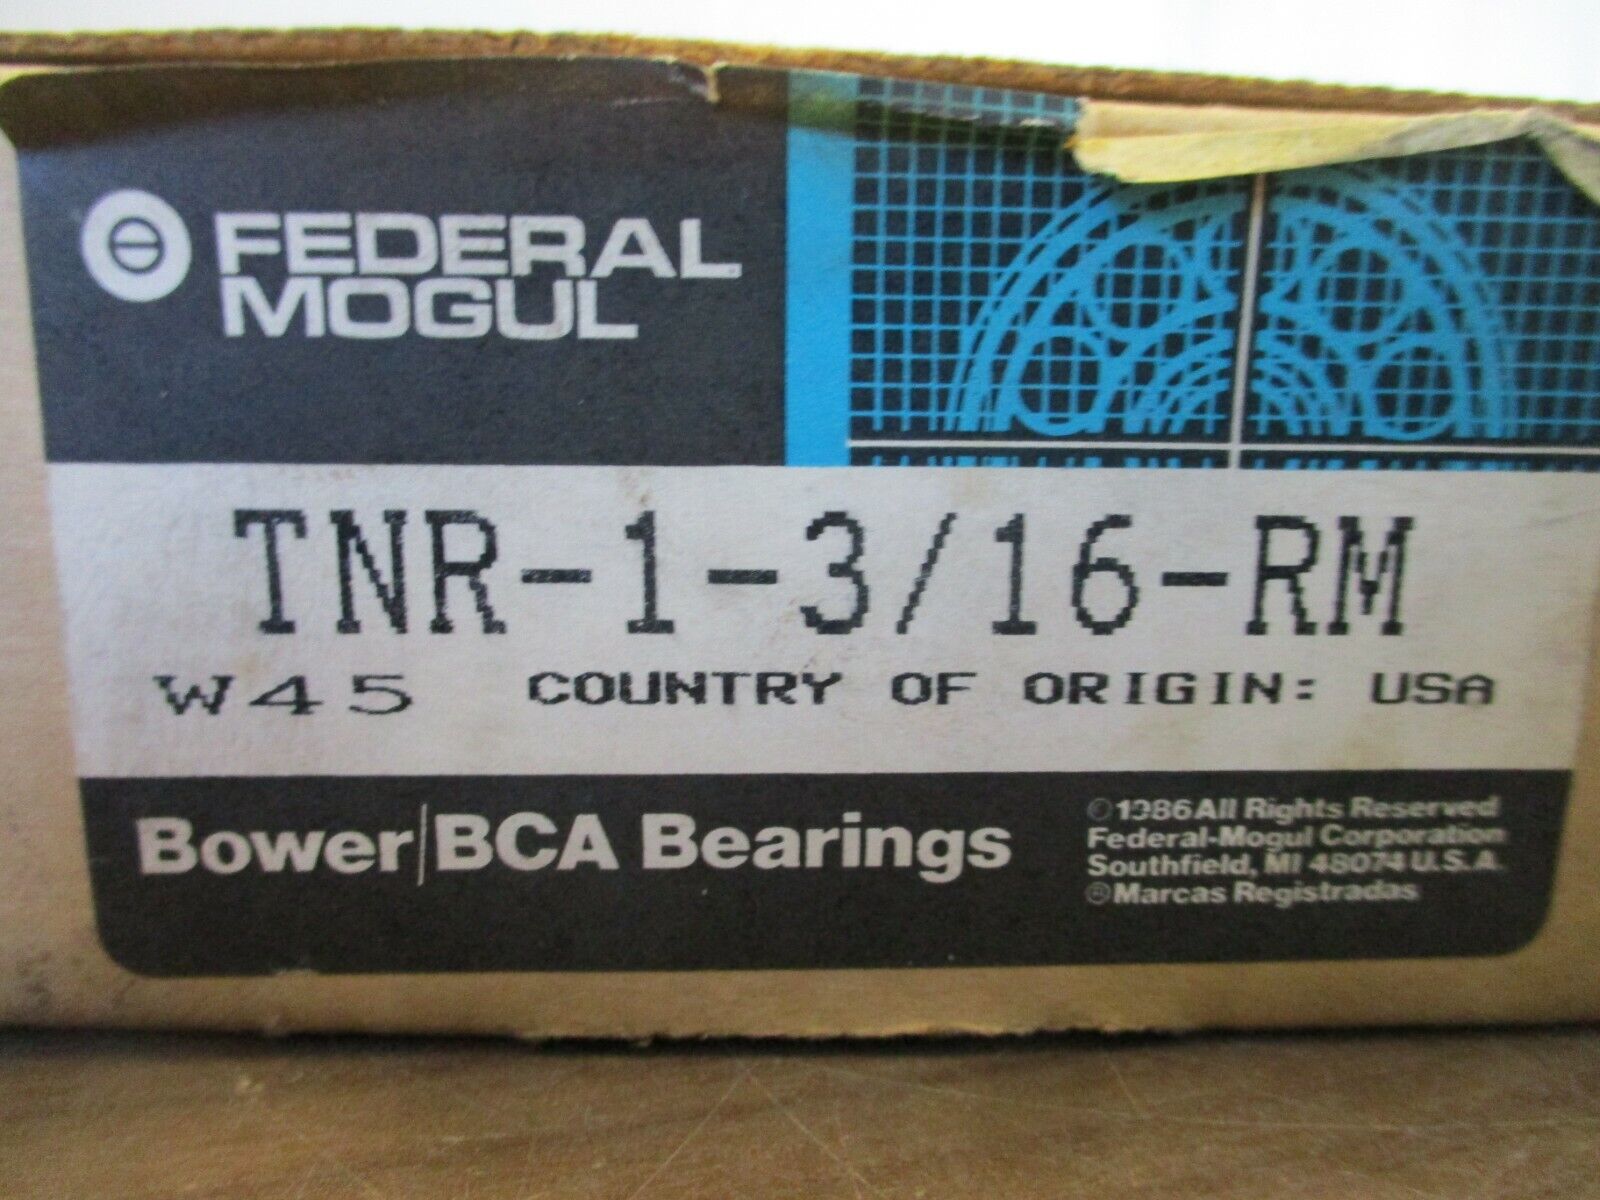 FEDERAL
MOGUL
TNR-1-3/16-RM
W45 COUNTRY OF ORIGIN: USA
Bower/BCA Bearings
©1986 All Rights Reserved
Federal-Mogul Corporation
Southfield, MI 48074 U.S.A.
®Marcas Registradas